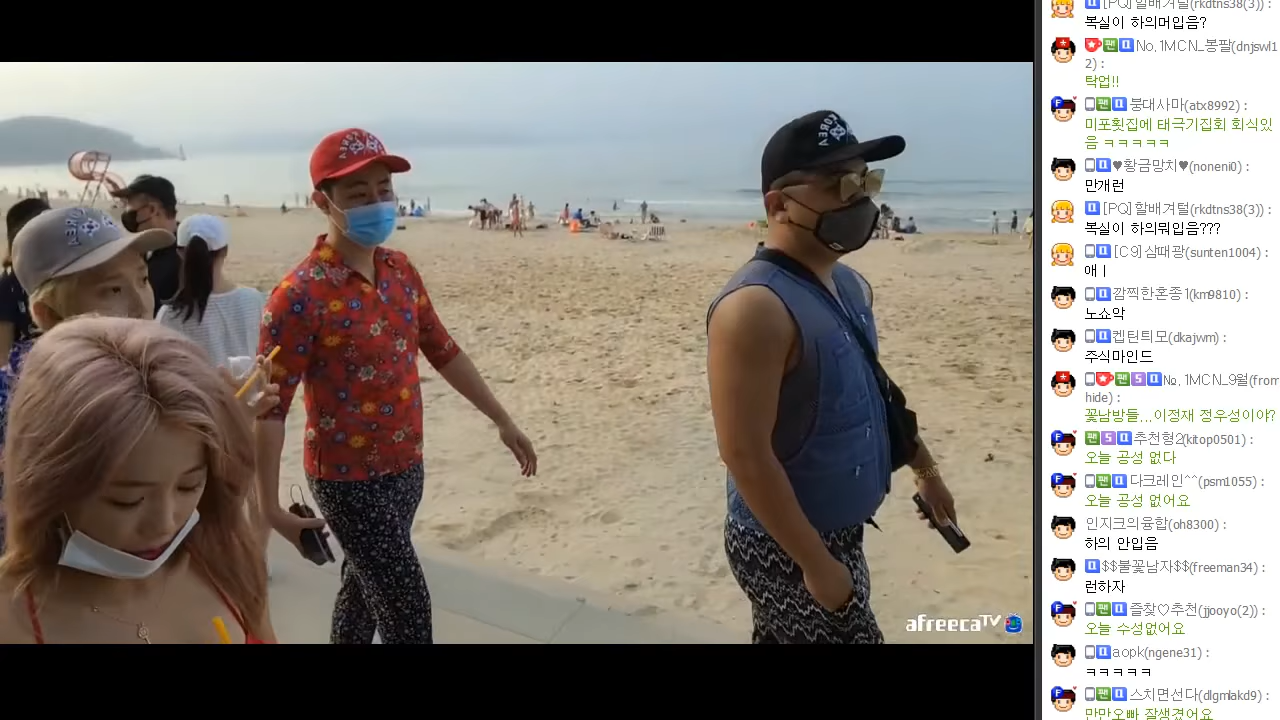 [PQ]할배겨털(rkdtns38(3)) :
복실이 하의머입음?
No.1MCN_봉팔(dnjswl1
2) :
탁업!!
붕대사마(atx8992) :
미포횟집에 태극기집회 회식있
음 ㅋㅋㅋㅋㅋ
♥황금망치♥(noneni0) :
만개런
[PQ]할배겨털(rkdtns38(3)) :
복실이 하의뭐입음???
[C9]삼때광(sunten1004) :
애ㅣ
깜찍한혼종1(km9810) :
노쇼악
켑틴틔모(dkajwm) :
주식마인드
№.1MCN_9월(from
hide) :
꽃남방들...이정재 정우성이야?
추천형2(kitop0501) :
오늘 공성 없다
다크레인^^(psm1055) :
오늘 공성 없어요
인지크의융합(oh8300) :
하의 안입음
$$불꽃남자$$(freeman34) :
런하자
즐찾♡추천(jjooyo(2)) :
오늘 수성없어요
aopk(ngene31) :
ㅋㅋㅋㅋㅋ
스치면선다(dlgmlakd9) :
만만오빠 잘생겼어요
KOREA
KOREA
afreecaTV